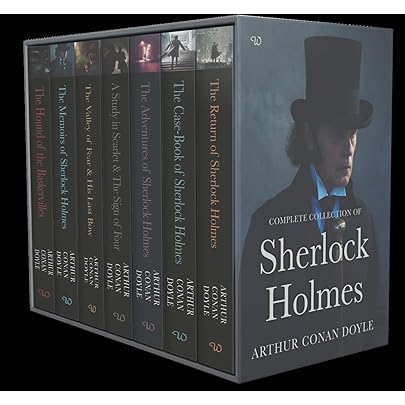 The Hound of the Baskervilles
ARTHUR
CONAN
DOYLE
W
The Memoirs of Sherlock Holmes
ARTHUR
CONAN
DOYLE
W
The Valley of Fear & His Last Bow
ARTHUR
CONAN
DOYLE
W
A Study in Scarlet & The Sign of Four
ARTHUR
CONAN
DOYLE
W
The Adventures of Sherlock Holmes
ARTHUR
CONAN
DOYLE
W
The Case-Book of Sherlock Holmes
ARTHUR
CONAN
DOYLE
W
The Return of Sherlock Holmes
ARTHUR
CONAN
DOYLE
W
W
COMPLETE COLLECTION OF
Sherlock
Holmes
ARTHUR CONAN DOYLE